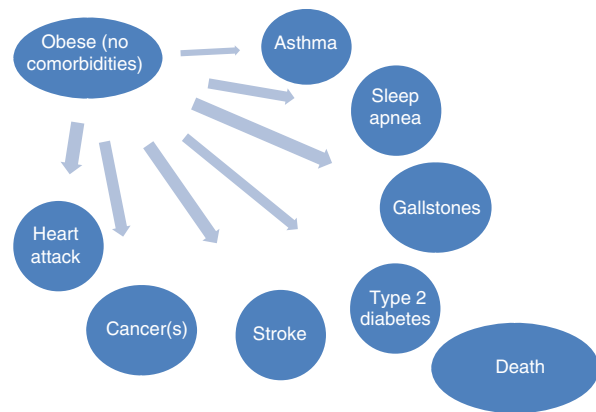 Obese (no
comorbidities)
Asthma
Sleep
apnea
Gallstones
Heart
attack
Type 2
diabetes
Cancer(s)
Stroke
Death